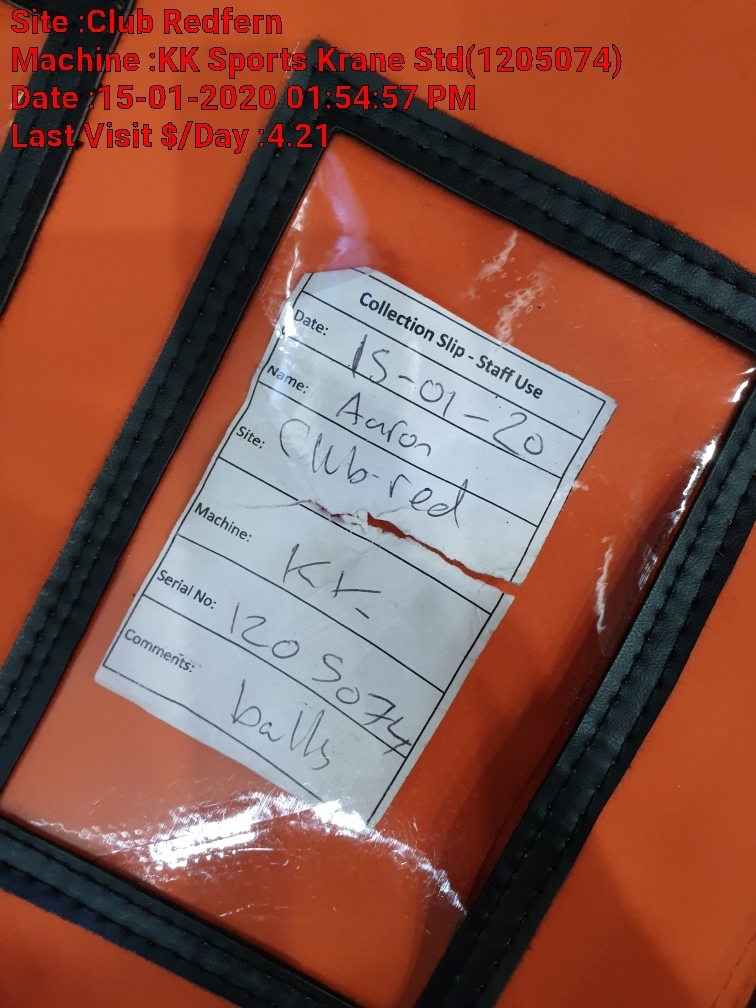 Site :Club Redfern
Machine :KK Sports Krane Std(1205074)
Date :15-01-2020 01:54:57 PM
Last Visit $/Day :4.21
Collection Slip - Staff Use
Date: 15-01-20
Name: Aaron
Site: Club-red
Machine: KK
Serial No: 1205074
Comments: balls